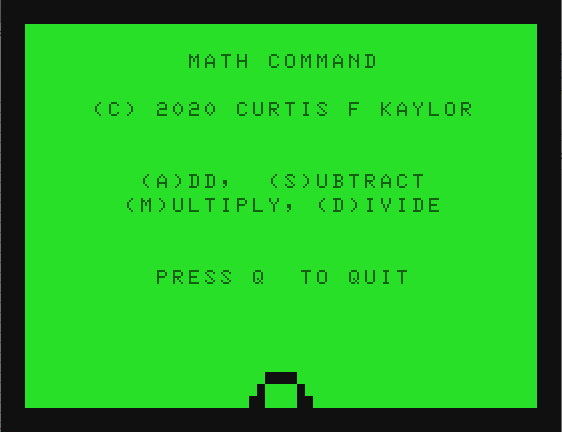 MATH COMMAND
(C) 2020 CURTIS F KAYLOR
(A)DD, (S)UBTRACT
(M)ULTIPLY, (D)IVIDE
PRESS Q TO QUIT